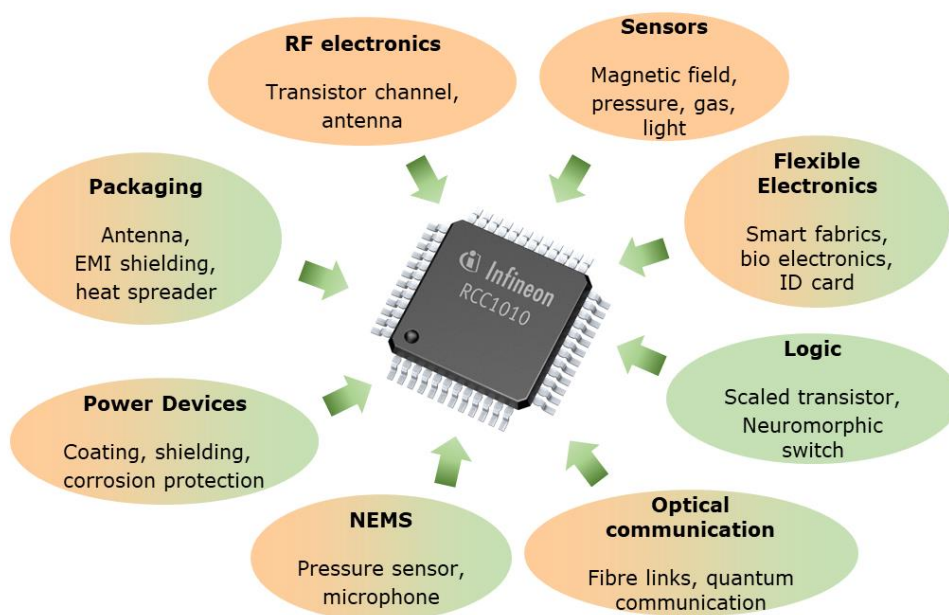 RF electronics
Transistor channel,
antenna
Sensors
Magnetic field,
pressure, gas,
light
Packaging
Antenna,
EMI shielding,
heat spreader
Flexible
Electronics
Smart fabrics,
bio electronics,
ID card
Infineon
RCC1010
Logic
Scaled transistor,
Neuromorphic
switch
Power Devices
Coating, shielding,
corrosion protection
NEMS
Pressure sensor,
microphone
Optical
communication
Fibre links, quantum
communication